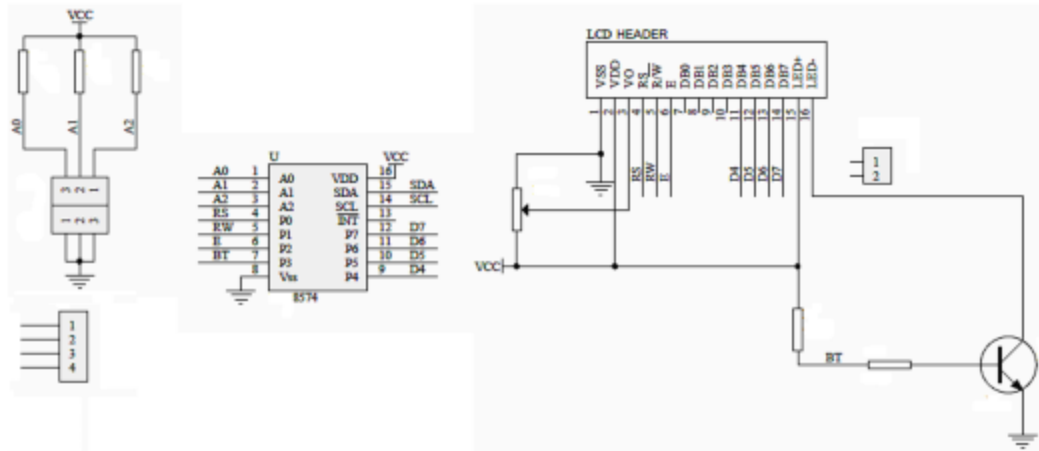 VCC
A0
A1
A2
3 2 1
1 2 3
1
2
3
4
U
VCC
A0 1 A0 VDD 16
A1 2 A1 SDA 15 SDA
A2 3 A2 SCL 14 SCL
RS 4 P0 INT 13
RW 5 P1 P7 12 D7
E 6 P2 P6 11 D6
BT 7 P3 P5 10 D5
8 Vss P4 9 D4
8574
LCD HEADER
VSS VDD VO RS R/W E DB0 DB1 DB2 DB3 DB4 DB5 DB6 DB7 LED+ LED-
1 2 3 4 5 6 7 8 9 10 11 12 13 14 15 16
RS RW E D4 D5 D6 D7
1
2
VCC
BT